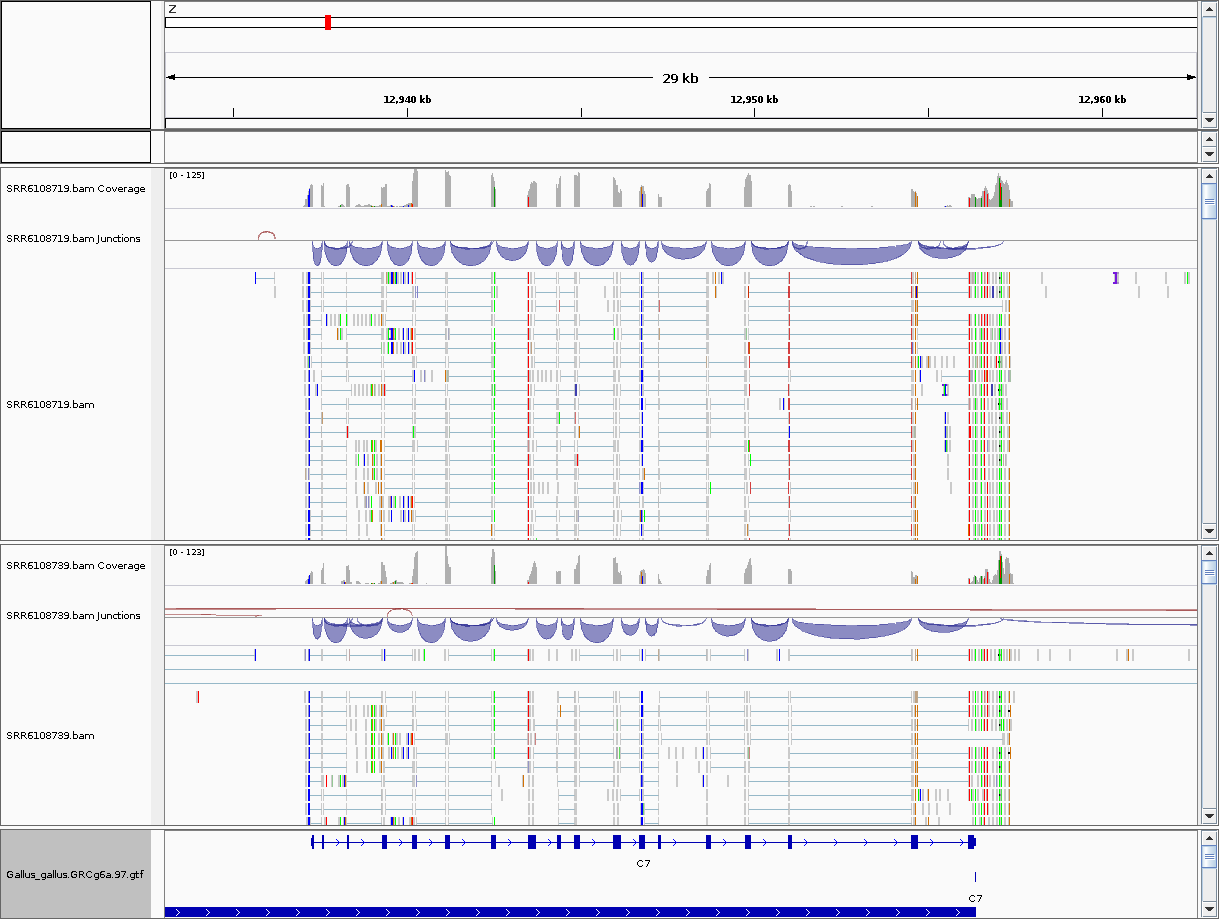 Z
29 kb
12,940 kb 12,950 kb 12,960 kb
SRR6108719.bam Coverage
[0 - 125]
SRR6108719.bam Junctions
SRR6108719.bam
SRR6108739.bam Coverage
[0 - 123]
SRR6108739.bam Junctions
SRR6108739.bam
C7
Gallus_gallus.GRCg6a.97.gtf
C7